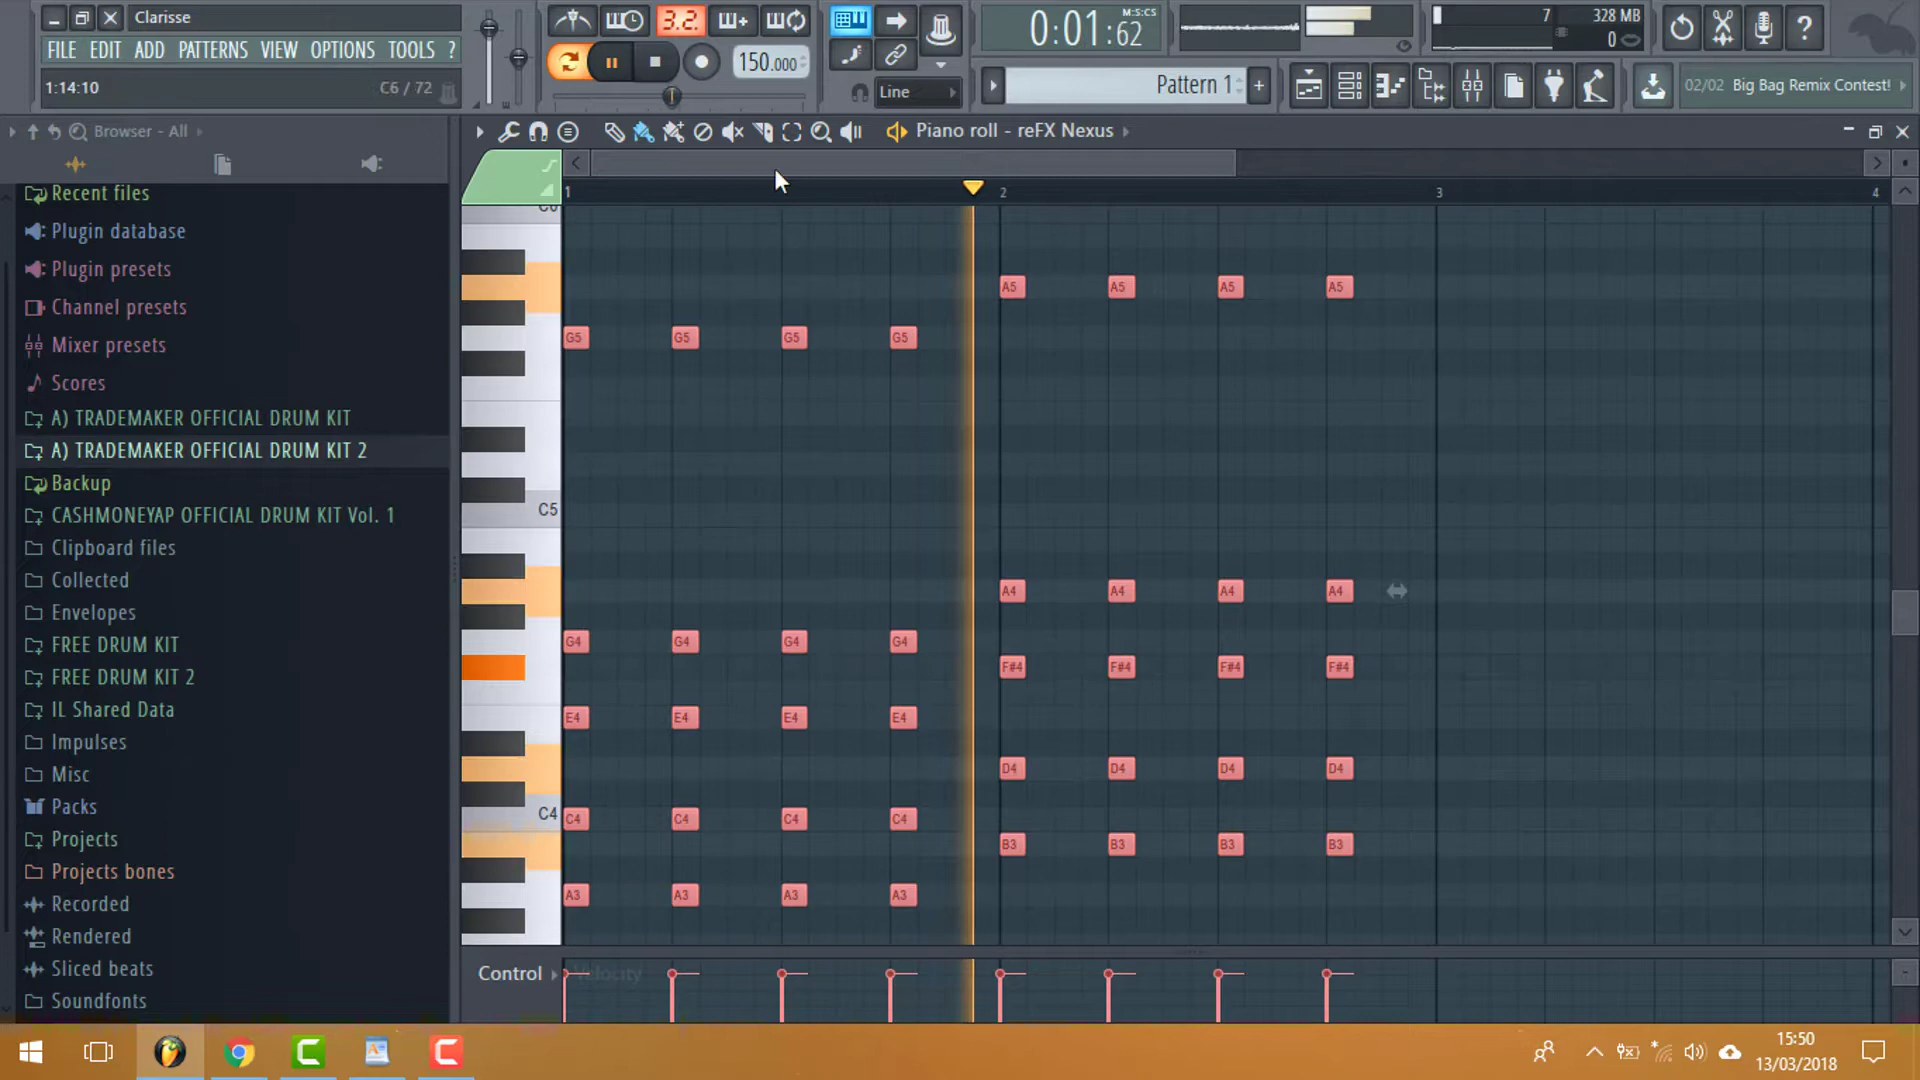 Clarisse
FILE EDIT ADD PATTERNS VIEW OPTIONS TOOLS ?
1:14:10 C6 / 72
3.2.
150.000
Line
0:01:62
M:S:CS
Pattern 1
7 328 MB
0
02/02 Big Bag Remix Contest!
Browser - All
Piano roll - reFX Nexus
Recent files
Plugin database
Plugin presets
Channel presets
Mixer presets
Scores
A) TRADEMAKER OFFICIAL DRUM KIT
A) TRADEMAKER OFFICIAL DRUM KIT 2
Backup
CASHMONEYAP OFFICIAL DRUM KIT Vol. 1
Clipboard files
Collected
Envelopes
FREE DRUM KIT
FREE DRUM KIT 2
IL Shared Data
Impulses
Misc
Packs
Projects
Projects bones
Recorded
Rendered
Sliced beats
Soundfonts
1 2 3 4
C6
A5 A5 A5 A5
G5 G5 G5 G5
C5
A4 A4 A4 A4
G4 G4 G4 G4
F#4 F#4 F#4 F#4
E4 E4 E4 E4
D4 D4 D4 D4
C4 C4 C4 C4 C4
B3 B3 B3 B3
A3 A3 A3 A3
Control Velocity
15:50
13/03/2018